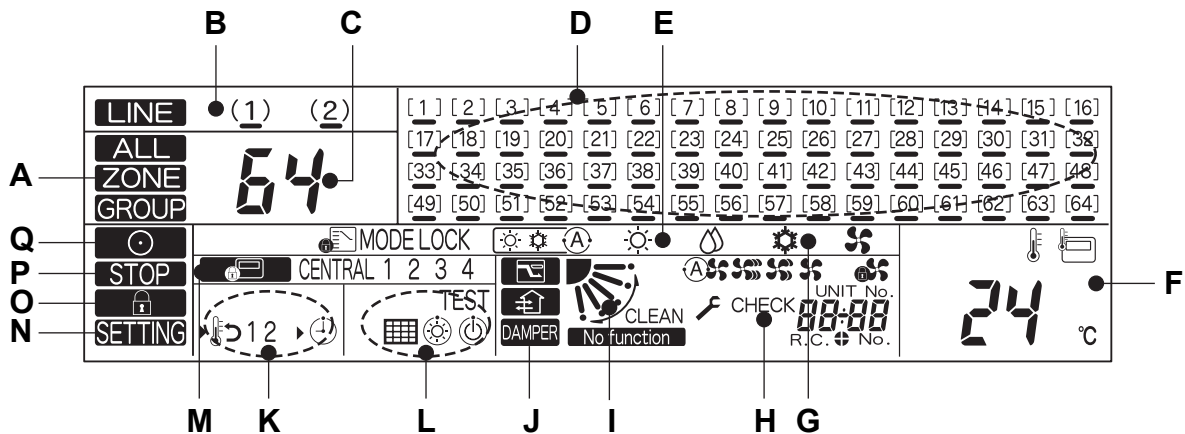 B C D E
LINE (1) (2)
[1] [2] [3] [4] [5] [6] [7] [8] [9] [10] [11] [12] [13] [14] [15] [16]
ALL
64
[17] [18] [19] [20] [21] [22] [23] [24] [25] [26] [27] [28] [29] [30] [31] [32]
A ZONE
[33] [34] [35] [36] [37] [38] [39] [40] [41] [42] [43] [44] [45] [46] [47] [48]
GROUP
[49] [50] [51] [52] [53] [54] [55] [56] [57] [58] [59] [60] [61] [62] [63] [64]
Q MODE LOCK A
P STOP CENTRAL 1 2 3 4 A
F
O TEST UNIT No.
CLEAN CHECK 88:88 24 °C
N SETTING 12 DAMPER No function R.C. No.
M K L J I H G